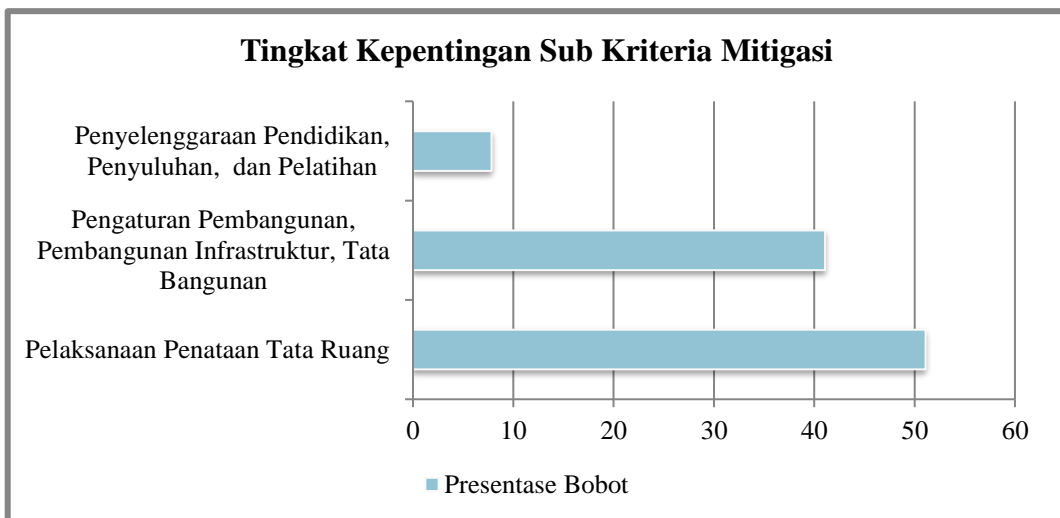 Tingkat Kepentingan Sub Kriteria Mitigasi
Penyelenggaraan Pendidikan,
Penyuluhan, dan Pelatihan
Pengaturan Pembangunan,
Pembangunan Infrastruktur, Tata
Bangunan
Pelaksanaan Penataan Tata Ruang
0 10 20 30 40 50 60
Presentase Bobot